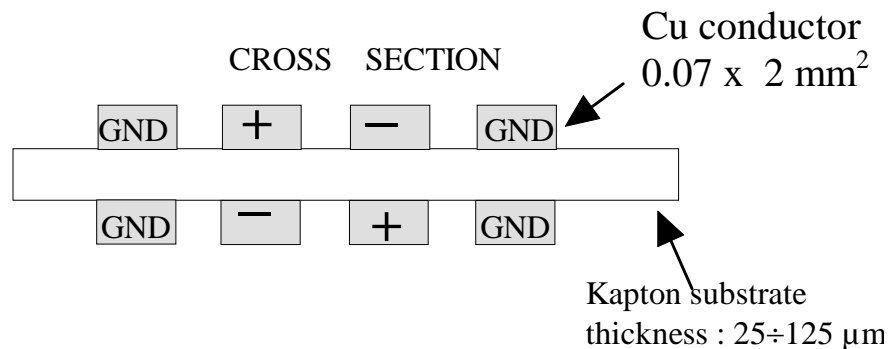 Cu conductor
CROSS SECTION
0.07 x 2 mm²
GND + − GND
GND − + GND
Kapton substrate
thickness : 25÷125 µm